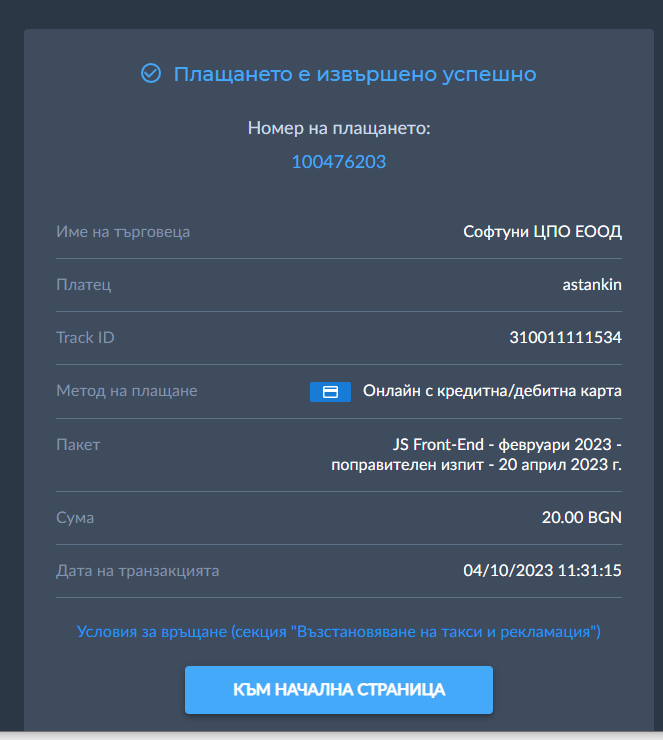 Плащането е извършено успешно
Номер на плащането:
100476203
Име на търговеца Софтуни ЦПО ЕООД
Платец astankin
Track ID 310011111534
Метод на плащане Онлайн с кредитна/дебитна карта
Пакет JS Front-End - февруари 2023 -
поправителен изпит - 20 април 2023 г.
Сума 20.00 BGN
Дата на транзакцията 04/10/2023 11:31:15
Условия за връщане (секция "Възстановяване на такси и рекламация")
КЪМ НАЧАЛНА СТРАНИЦА